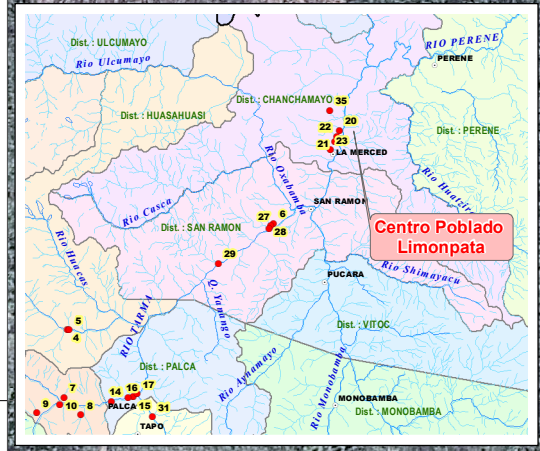 Dist. : ULCUMAYO
RIO PERENE
Rio Ulcumayo
PERENE
Dist. : HUASAHUASI
Dist. : CHANCHAMAYO
35
22
20
Dist. : PERENE
21
23
LA MERCED
Rio Oxabamba
Rio Huatziroki
Rio Casca
SAN RAMON
Dist. : SAN RAMON
27
6
28
Centro Poblado
Limonpata
Rio Huacas
29
Rio Shimayacu
PUCARA
5
4
RIO TARMA
Q. Yanango
Dist. : VITOC
Dist. : PALCA
Rio Aynamayo
Rio Monobamba
7
14
16
17
9
10
8
PALCA
15
31
TAPO
MONOBAMBA
Dist. : MONOBAMBA